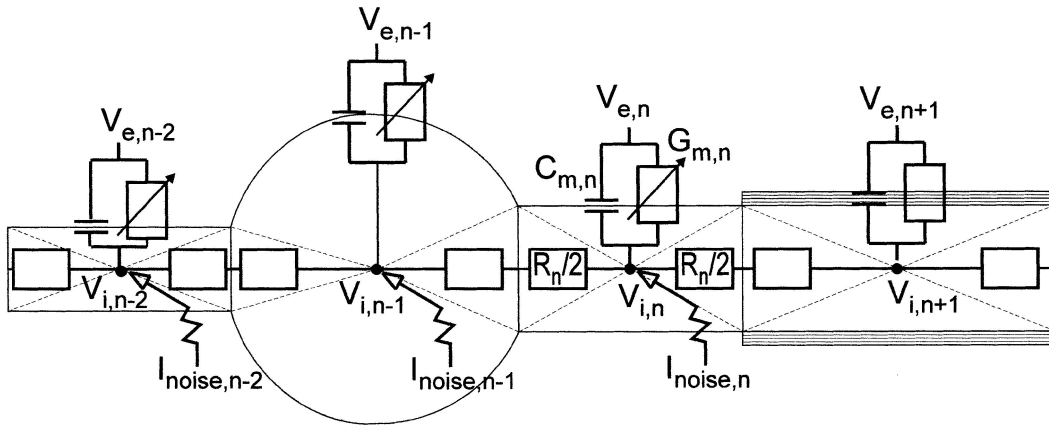 V_e,n-2
V_e,n-1
V_e,n
V_e,n+1
C_m,n
G_m,n
R_n/2
R_n/2
V_i,n-2
V_i,n-1
V_i,n
V_i,n+1
I_noise,n-2
I_noise,n-1
I_noise,n